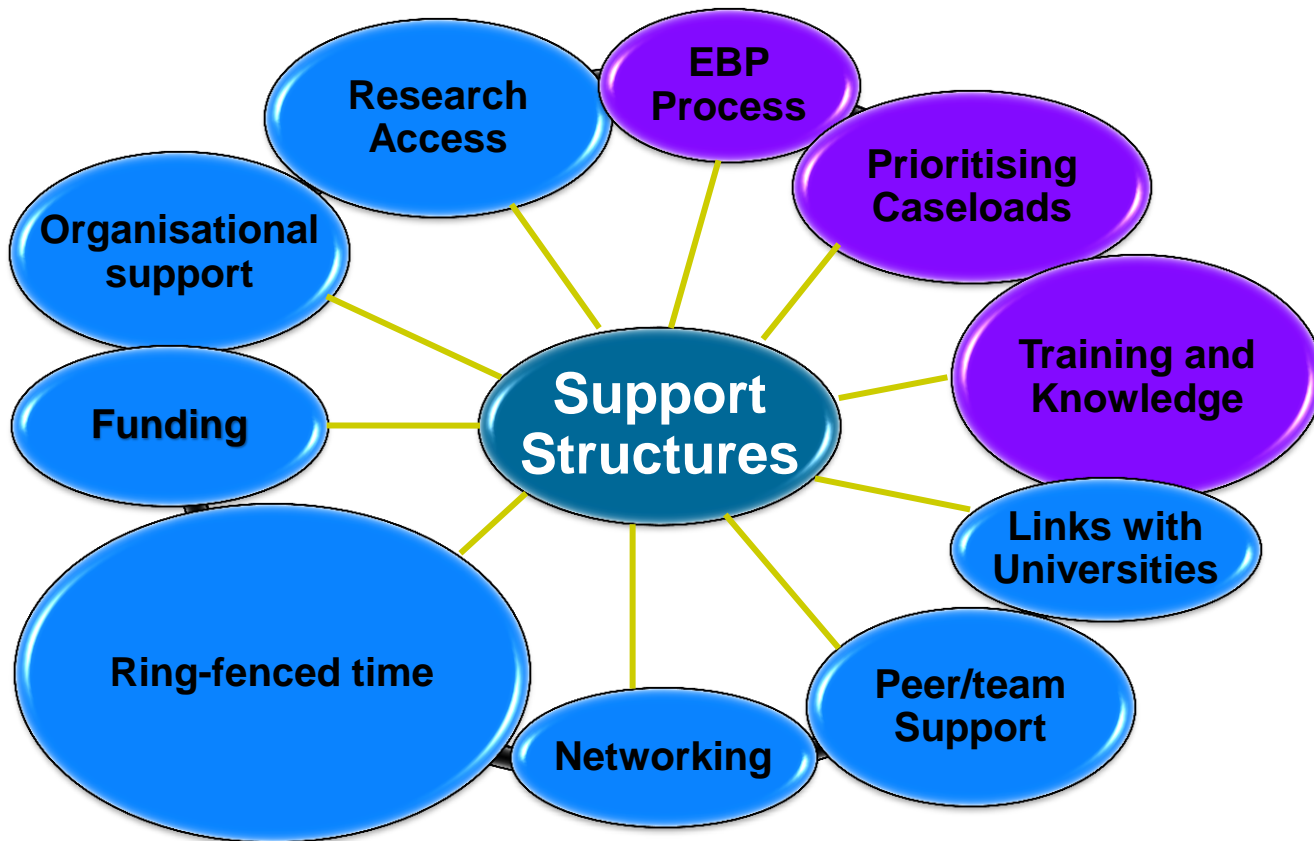 EBP
Process
Research
Access
Prioritising
Caseloads
Organisational
support
Training and
Knowledge
Support
Structures
Funding
Links with
Universities
Ring-fenced time
Peer/team
Support
Networking